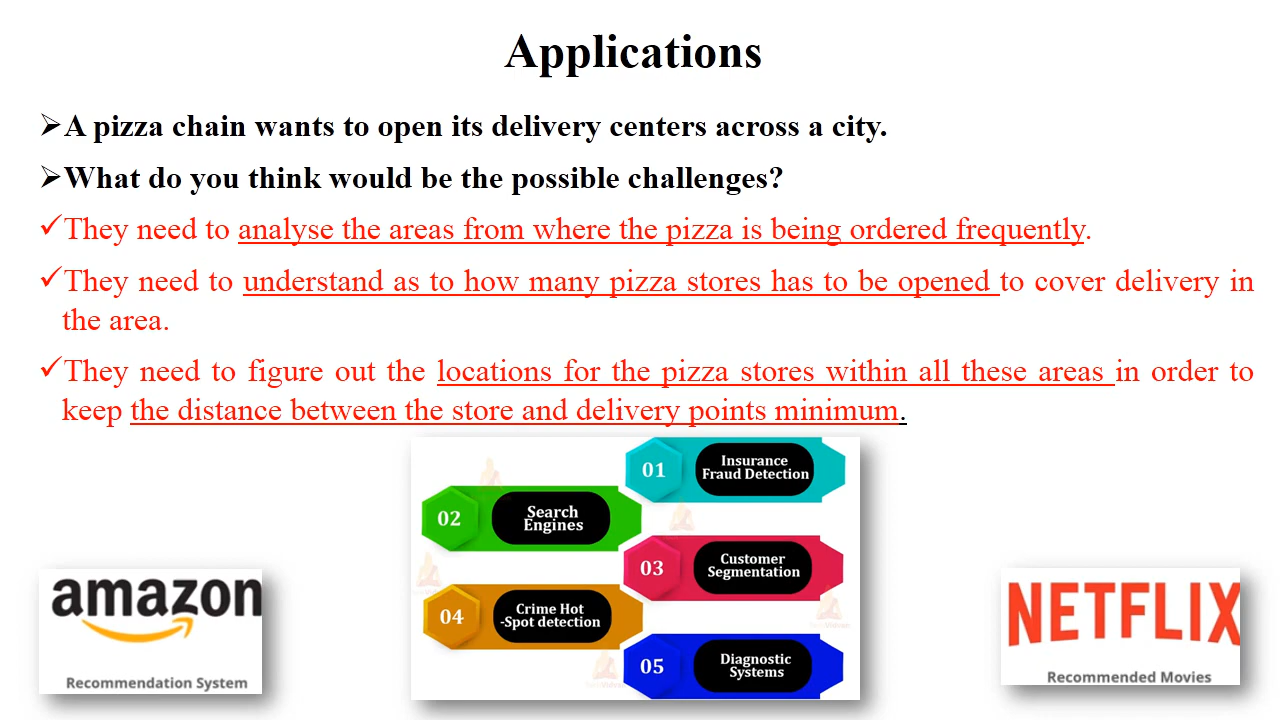 Applications
➢A pizza chain wants to open its delivery centers across a city.
➢What do you think would be the possible challenges?
✓They need to analyse the areas from where the pizza is being ordered frequently.
✓They need to understand as to how many pizza stores has to be opened to cover delivery in
the area.
✓They need to figure out the locations for the pizza stores within all these areas in order to
keep the distance between the store and delivery points minimum.
01
Insurance
Fraud Detection
02
Search
Engines
03
Customer
Segmentation
04
Crime Hot
-Spot detection
05
Diagnostic
Systems
amazon
Recommendation System
NETFLIX
Recommended Movies